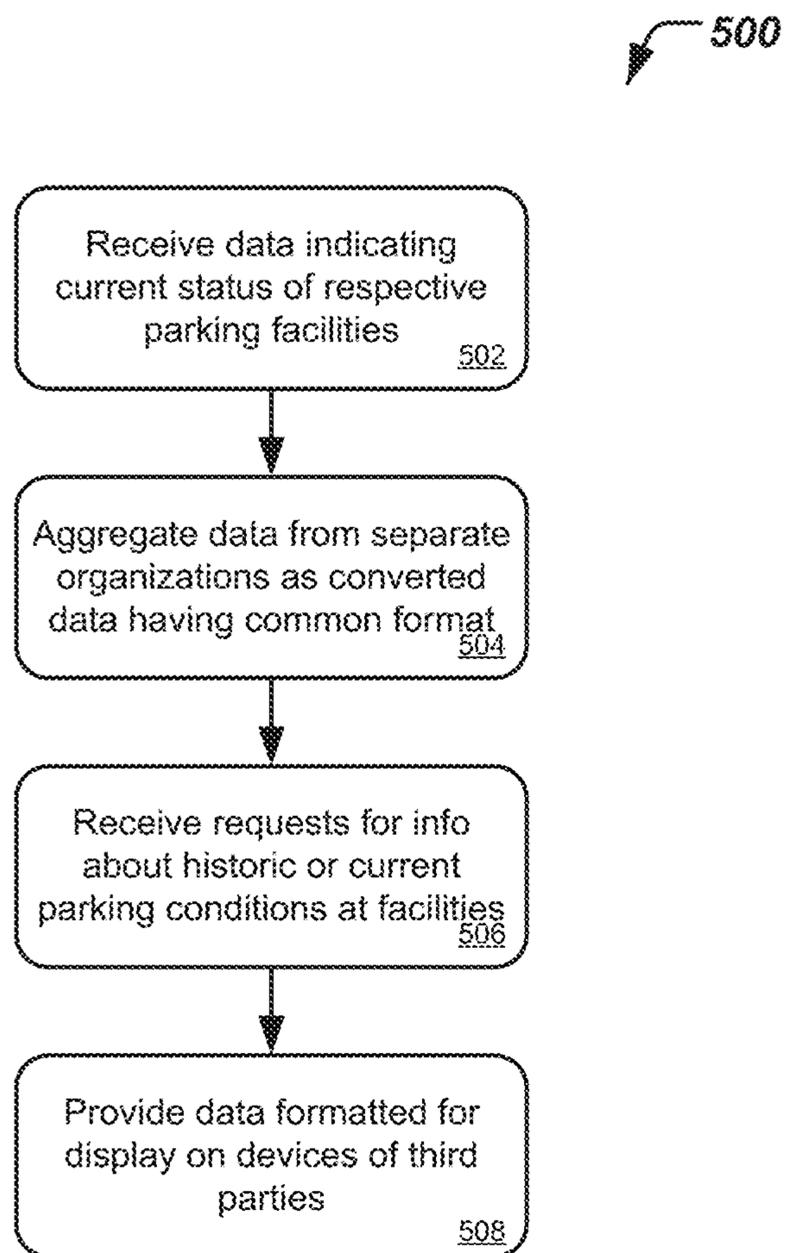 500
Receive data indicating
current status of respective
parking facilities
502
Aggregate data from separate
organizations as converted
data having common format
504
Receive requests for info
about historic or current
parking conditions at facilities
506
Provide data formatted for
display on devices of third
parties
508